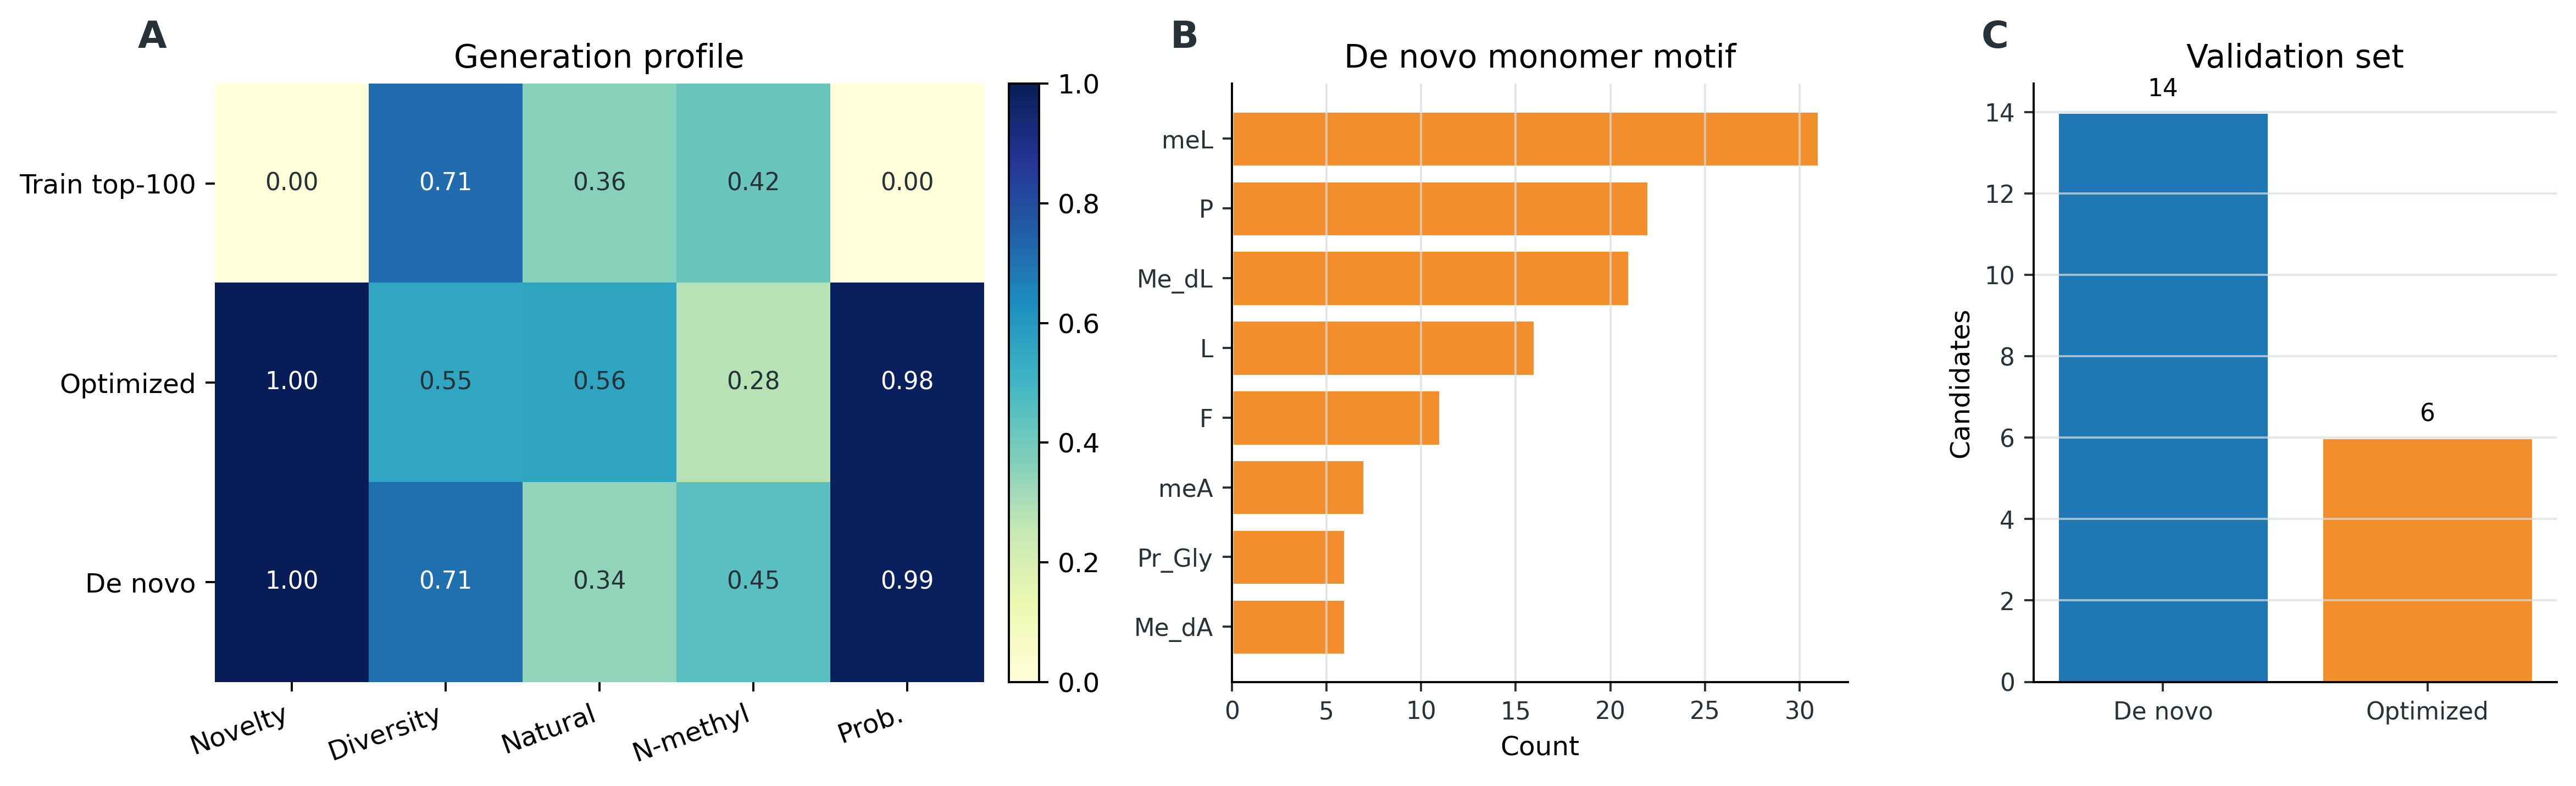 A
Generation profile
Train top-100
0.00 0.71 0.36 0.42 0.00
Optimized
1.00 0.55 0.56 0.28 0.98
De novo
1.00 0.71 0.34 0.45 0.99
Novelty Diversity Natural N-methyl Prob.
1.0
0.8
0.6
0.4
0.2
0.0
B
De novo monomer motif
meL
P
Me_dL
L
F
meA
Pr_Gly
Me_dA
0 5 10 15 20 25 30
Count
C
Validation set
Candidates
14
12
10
8
6
4
2
0
14
6
De novo Optimized